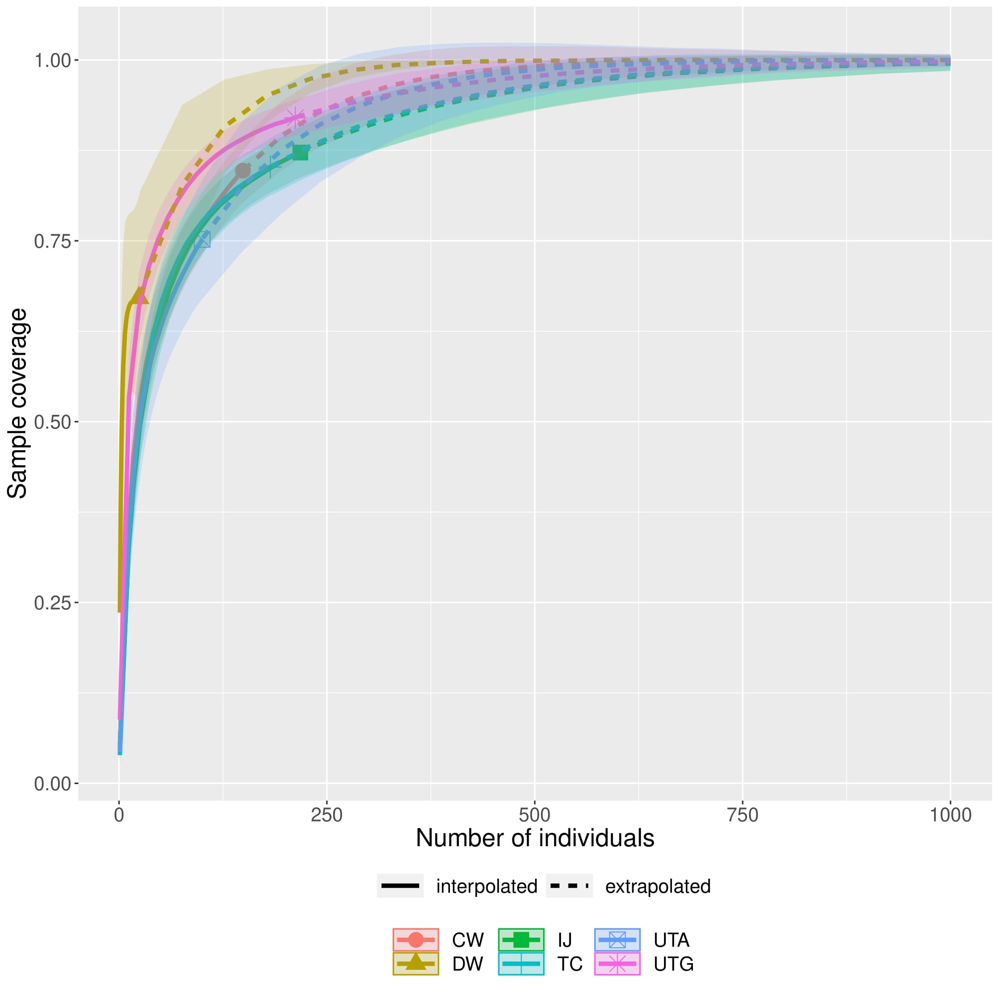 Sample coverage
1.00
0.75
0.50
0.25
0.00
0 250 500 750 1000
Number of individuals
interpolated extrapolated
CW IJ UTA
DW TC UTG